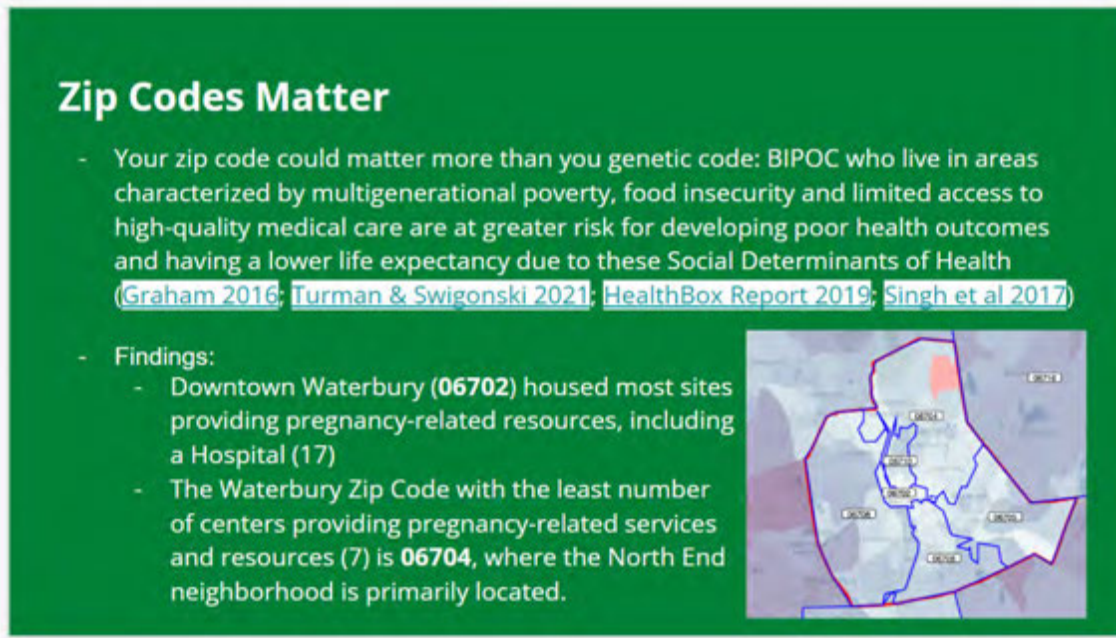 Zip Codes Matter
- Your zip code could matter more than you genetic code: BIPOC who live in areas
characterized by multigenerational poverty, food insecurity and limited access to
high-quality medical care are at greater risk for developing poor health outcomes
and having a lower life expectancy due to these Social Determinants of Health
(Graham 2016; Turman & Swigonski 2021; HealthBox Report 2019; Singh et al 2017)
- Findings:
- Downtown Waterbury (06702) housed most sites
providing pregnancy-related resources, including
a Hospital (17)
- The Waterbury Zip Code with the least number
of centers providing pregnancy-related services
and resources (7) is 06704, where the North End
neighborhood is primarily located.
06704
06702
06708